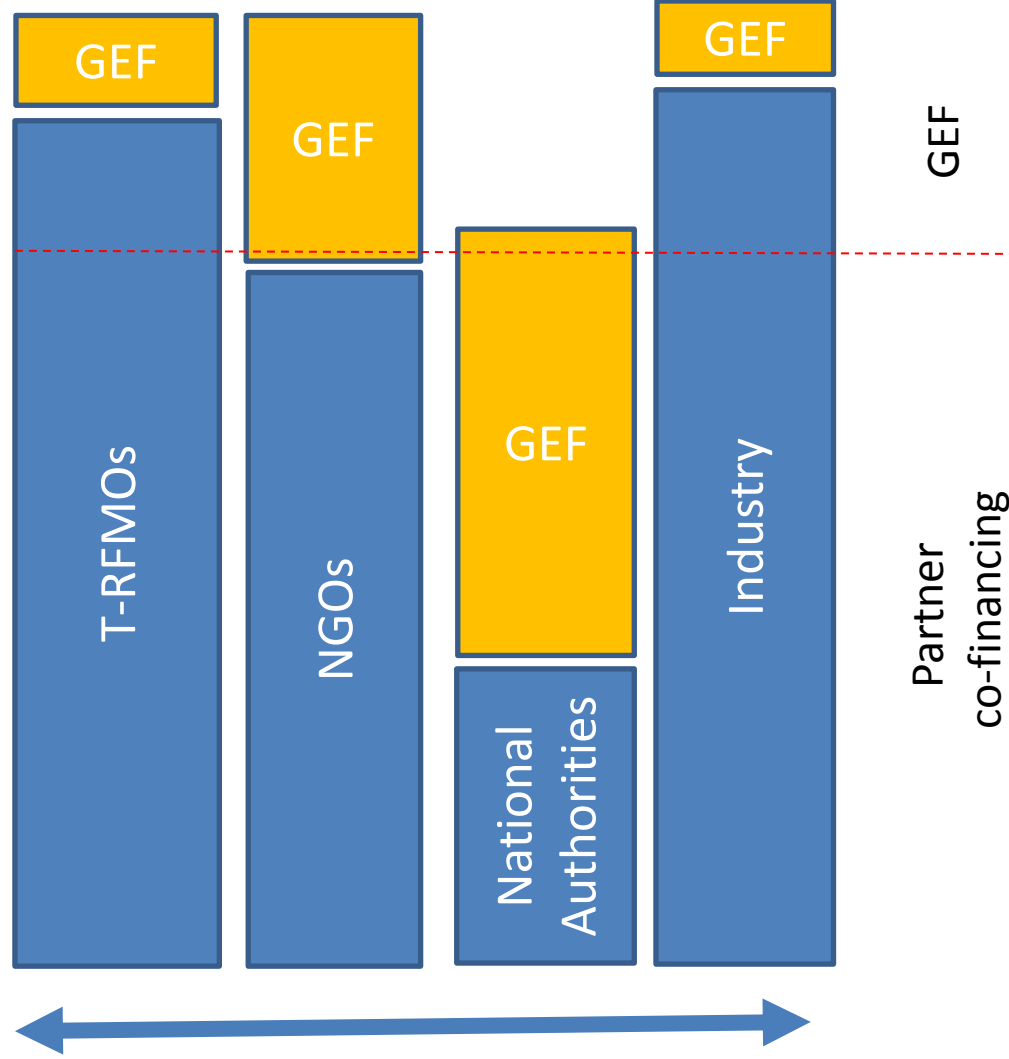 GEF
GEF
GEF
GEF
T-RFMOs
NGOs
National
Authorities
Industry
GEF
Partner
co-financing